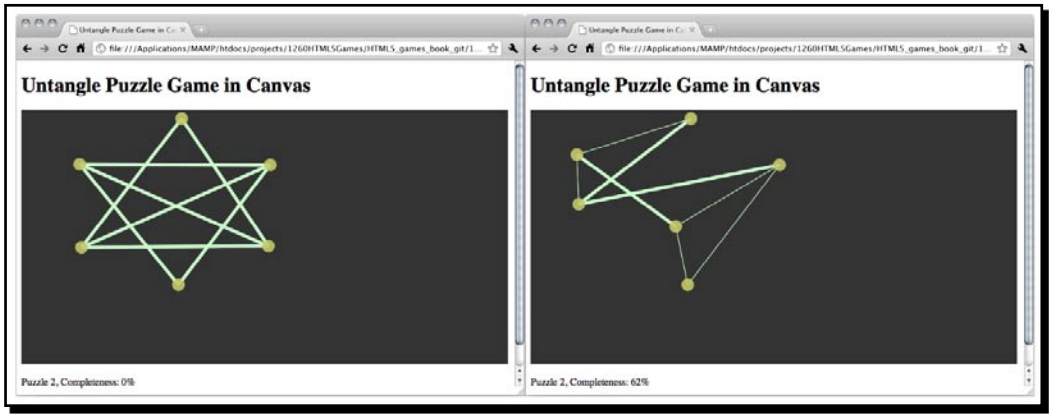 Untangle Puzzle Game in Ca
file:///Applications/MAMP/htdocs/projects/1260HTML5Games/HTML5_games_book_git/1...
Untangle Puzzle Game in Canvas
Puzzle 2, Completeness: 0%
Untangle Puzzle Game in Ca
file:///Applications/MAMP/htdocs/projects/1260HTML5Games/HTML5_games_book_git/1...
Untangle Puzzle Game in Canvas
Puzzle 2, Completeness: 62%